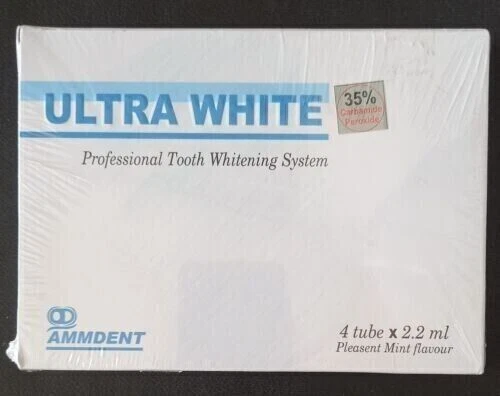 ULTRA WHITE
35%
Carbamide
Peroxide
Professional Tooth Whitening System
AMMDENT
4 tube x 2.2 ml
Pleasent Mint flavour